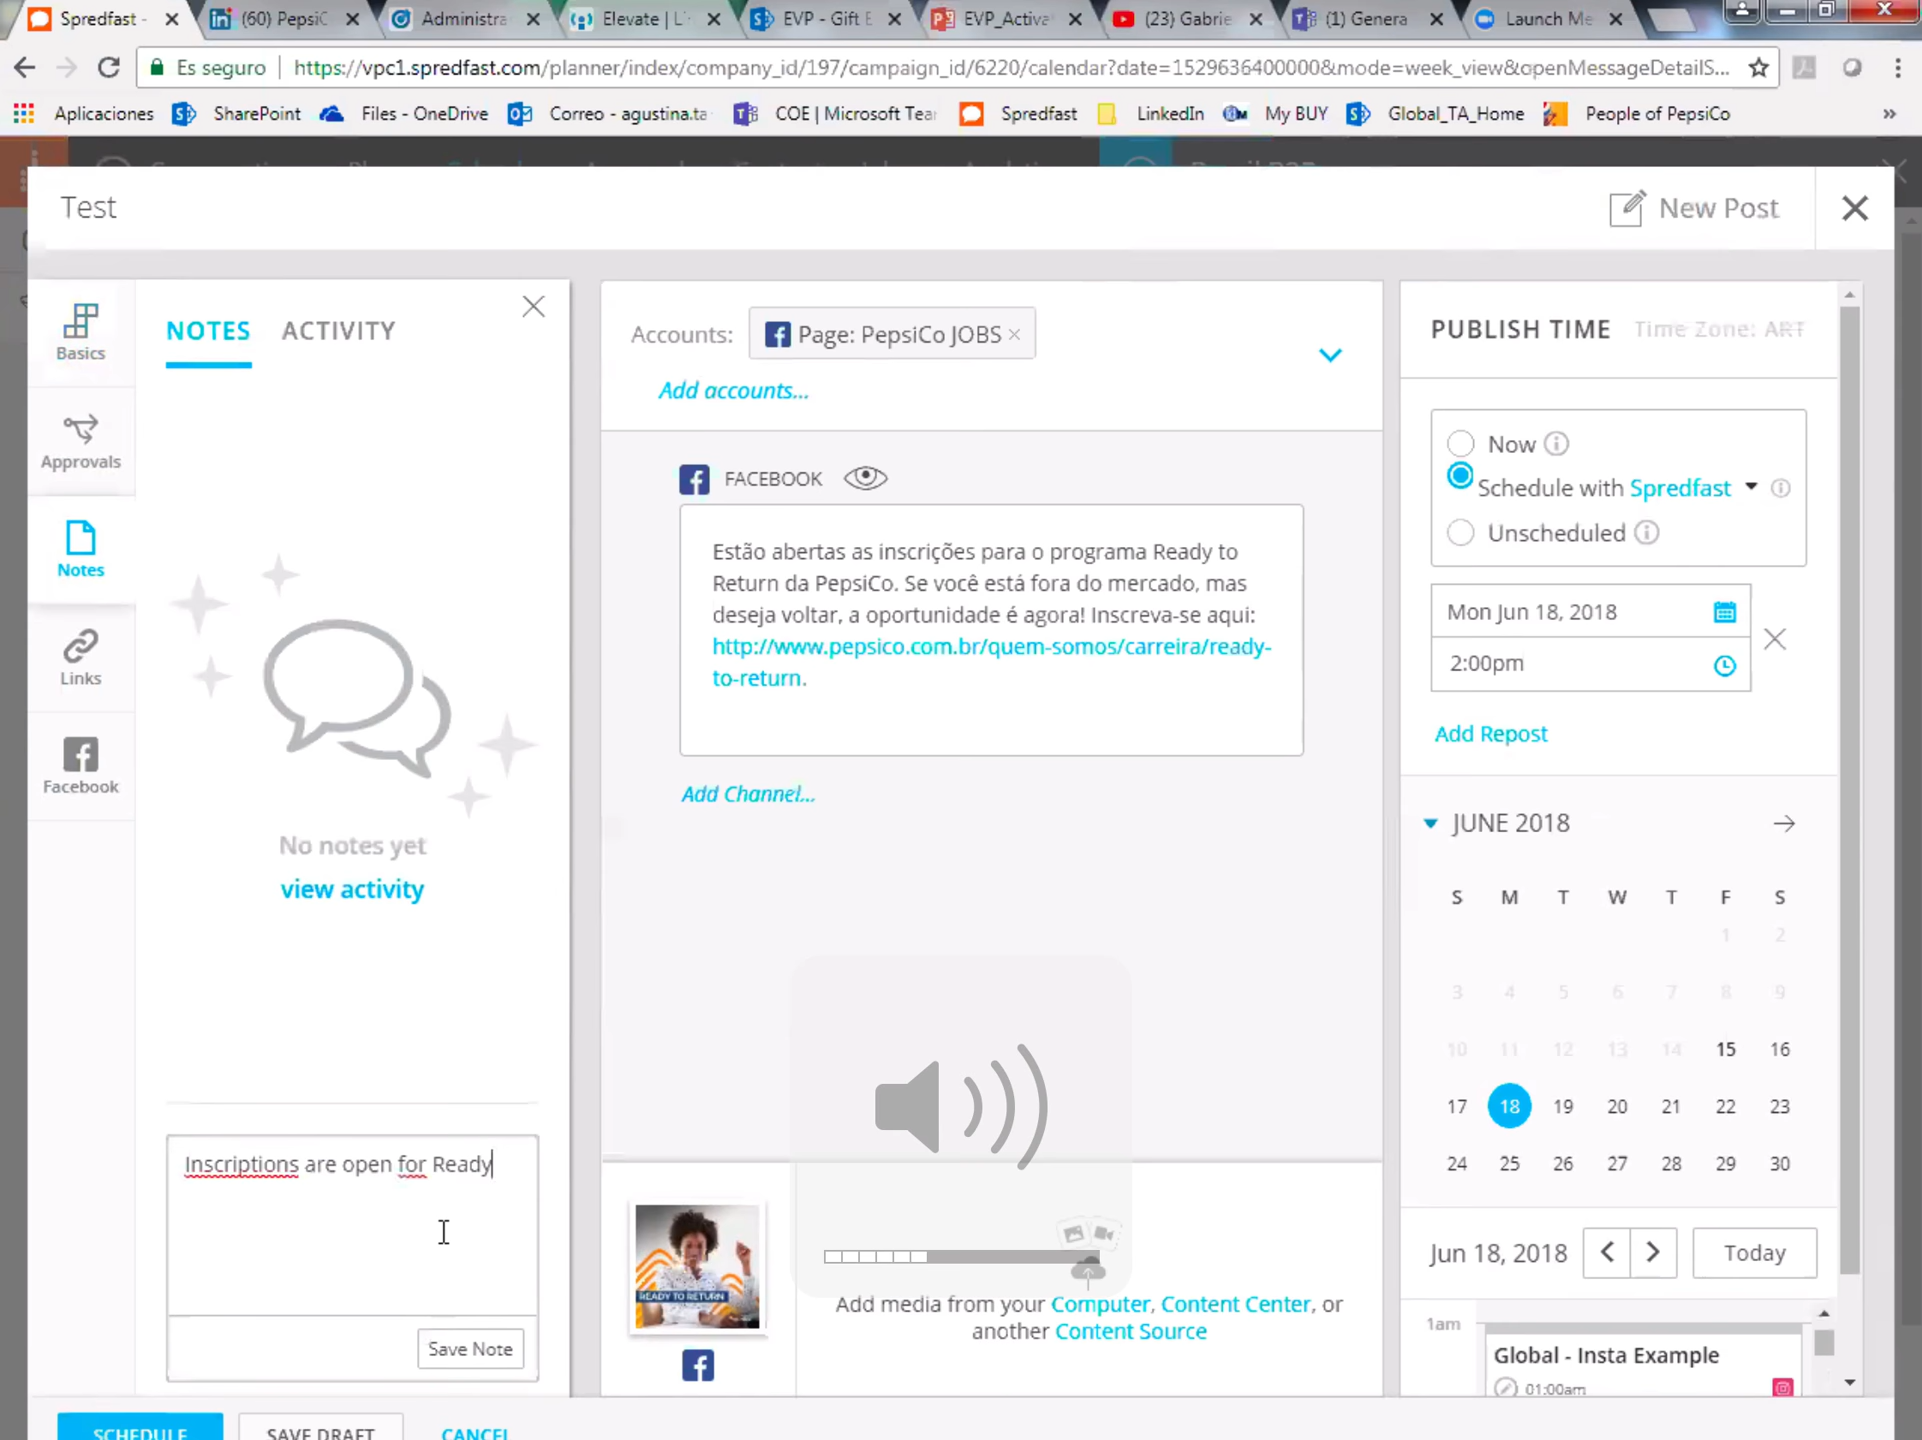 Spredfast -
(60) PepsiC
Administra
Elevate | L
EVP - Gift E
EVP_Activa
(23) Gabrie
(1) Genera
Launch Me
Es seguro
https://vpc1.spredfast.com/planner/index/company_id/197/campaign_id/6220/calendar?date=1529636400000&mode=week_view&openMessageDetailS...
Aplicaciones
SharePoint
Files - OneDrive
Correo - agustina.ta
COE | Microsoft Tea
Spredfast
LinkedIn
My BUY
Global_TA_Home
People of PepsiCo
»
Test
New Post
Basics
Approvals
Notes
Links
Facebook
NOTES
ACTIVITY
No notes yet
view activity
Inscriptions are open for Ready
Save Note
Accounts:
Page: PepsiCo JOBS
Add accounts...
FACEBOOK
Estão abertas as inscrições para o programa Ready to
Return da PepsiCo. Se você está fora do mercado, mas
deseja voltar, a oportunidade é agora! Inscreva-se aqui:
http://www.pepsico.com.br/quem-somos/carreira/ready-
to-return.
Add Channel...
READY TO RETURN
Add media from your Computer, Content Center, or
another Content Source
PUBLISH TIME
Time Zone: ART
Now
Schedule with Spredfast
Unscheduled
Mon Jun 18, 2018
2:00pm
Add Repost
JUNE 2018
S M T W T F S
1 2
3 4 5 6 7 8 9
10 11 12 13 14 15 16
17 18 19 20 21 22 23
24 25 26 27 28 29 30
Jun 18, 2018
Today
1am
Global - Insta Example
01:00am
SCHEDULE
SAVE DRAFT
CANCEL